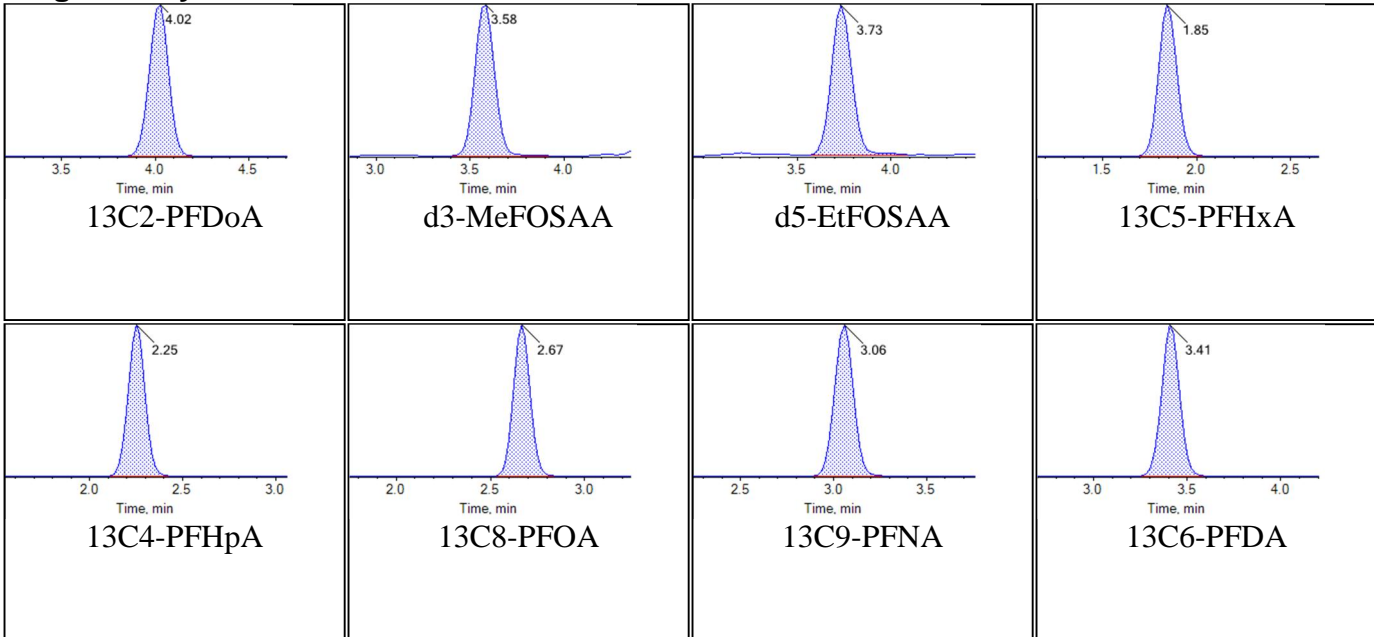 4.02 3.58 3.73 1.85
3.5 4.0 4.5 3.0 3.5 4.0 3.5 4.0 1.5 2.0 2.5
Time, min Time, min Time, min Time, min
13C2-PFDoA d3-MeFOSAA d5-EtFOSAA 13C5-PFHxA
2.25 2.67 3.06 3.41
2.0 2.5 3.0 2.0 2.5 3.0 2.5 3.0 3.5 3.0 3.5 4.0
Time, min Time, min Time, min Time, min
13C4-PFHpA 13C8-PFOA 13C9-PFNA 13C6-PFDA